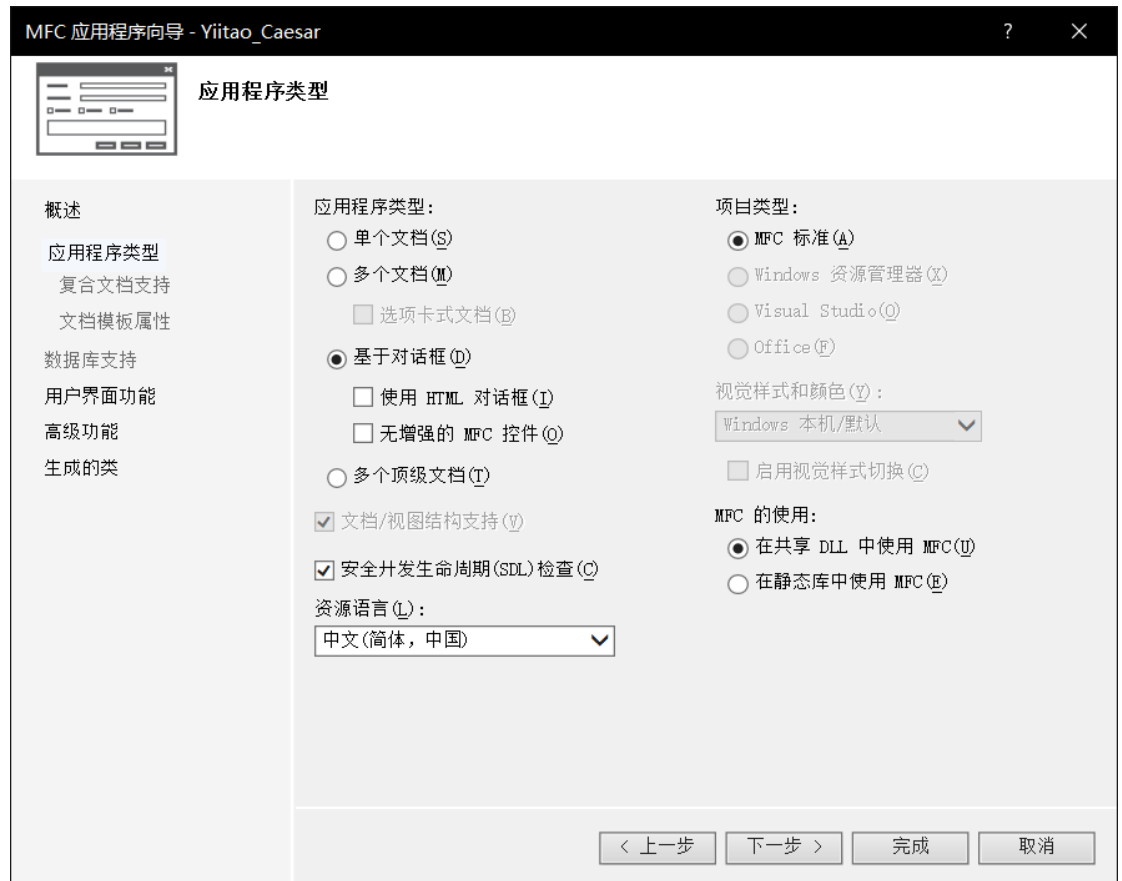 MFC 应用程序向导 - Yiitao_Caesar
?
应用程序类型
概述
应用程序类型
复合文档支持
文档模板属性
数据库支持
用户界面功能
高级功能
生成的类
应用程序类型:
单个文档(S)
多个文档(M)
选项卡式文档(B)
基于对话框(D)
使用 HTML 对话框(I)
无增强的 MFC 控件(O)
多个顶级文档(T)
文档/视图结构支持(V)
安全开发生命周期(SDL)检查(C)
资源语言(L):
中文(简体，中国)
项目类型:
MFC 标准(A)
Windows 资源管理器(X)
Visual Studio(O)
Office(F)
视觉样式和颜色(Y):
Windows 本机/默认
启用视觉样式切换(C)
MFC 的使用:
在共享 DLL 中使用 MFC(U)
在静态库中使用 MFC(E)
< 上一步
下一步 >
完成
取消